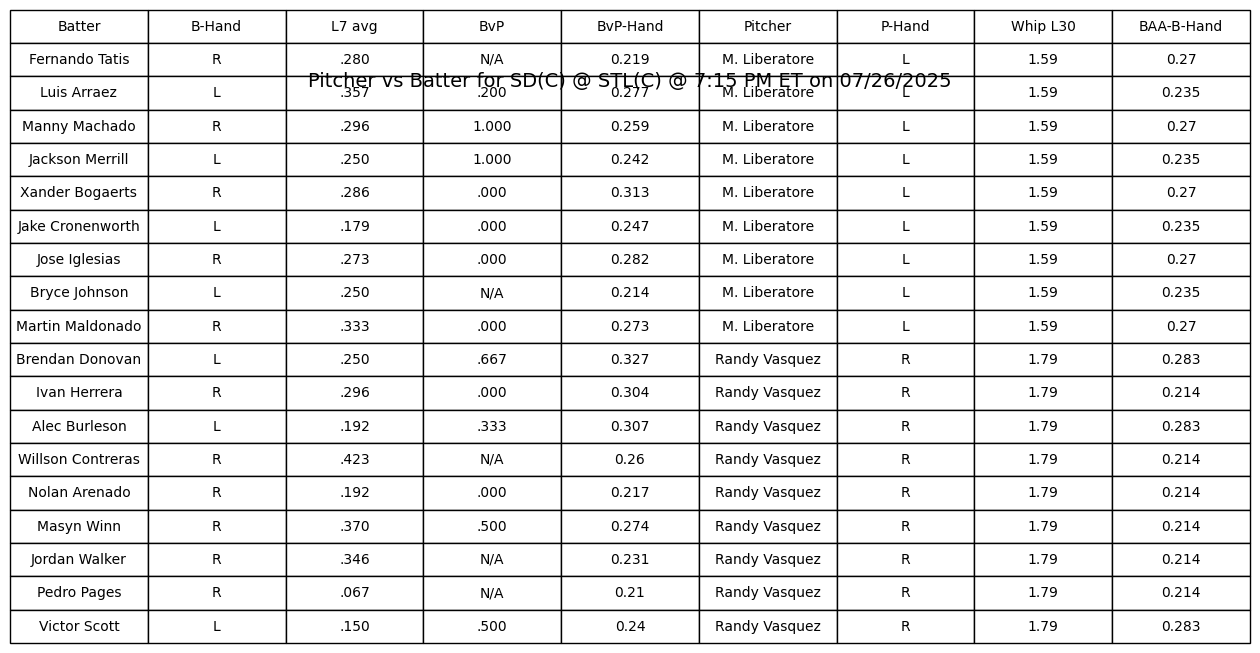 Batter B-Hand L7 avg BvP BvP-Hand Pitcher P-Hand Whip L30 BAA-B-Hand
Fernando Tatis R .280 N/A 0.219 M. Liberatore L 1.59 0.27
Pitcher vs Batter for SD(C) @ STL(C) @ 7:15 PM ET on 07/26/2025
Luis Arraez L .357 .200 0.277 M. Liberatore L 1.59 0.235
Manny Machado R .296 1.000 0.259 M. Liberatore L 1.59 0.27
Jackson Merrill L .250 1.000 0.242 M. Liberatore L 1.59 0.235
Xander Bogaerts R .286 .000 0.313 M. Liberatore L 1.59 0.27
Jake Cronenworth L .179 .000 0.247 M. Liberatore L 1.59 0.235
Jose Iglesias R .273 .000 0.282 M. Liberatore L 1.59 0.27
Bryce Johnson L .250 N/A 0.214 M. Liberatore L 1.59 0.235
Martin Maldonado R .333 .000 0.273 M. Liberatore L 1.59 0.27
Brendan Donovan L .250 .667 0.327 Randy Vasquez R 1.79 0.283
Ivan Herrera R .296 .000 0.304 Randy Vasquez R 1.79 0.214
Alec Burleson L .192 .333 0.307 Randy Vasquez R 1.79 0.283
Willson Contreras R .423 N/A 0.26 Randy Vasquez R 1.79 0.214
Nolan Arenado R .192 .000 0.217 Randy Vasquez R 1.79 0.214
Masyn Winn R .370 .500 0.274 Randy Vasquez R 1.79 0.214
Jordan Walker R .346 N/A 0.231 Randy Vasquez R 1.79 0.214
Pedro Pages R .067 N/A 0.21 Randy Vasquez R 1.79 0.214
Victor Scott L .150 .500 0.24 Randy Vasquez R 1.79 0.283